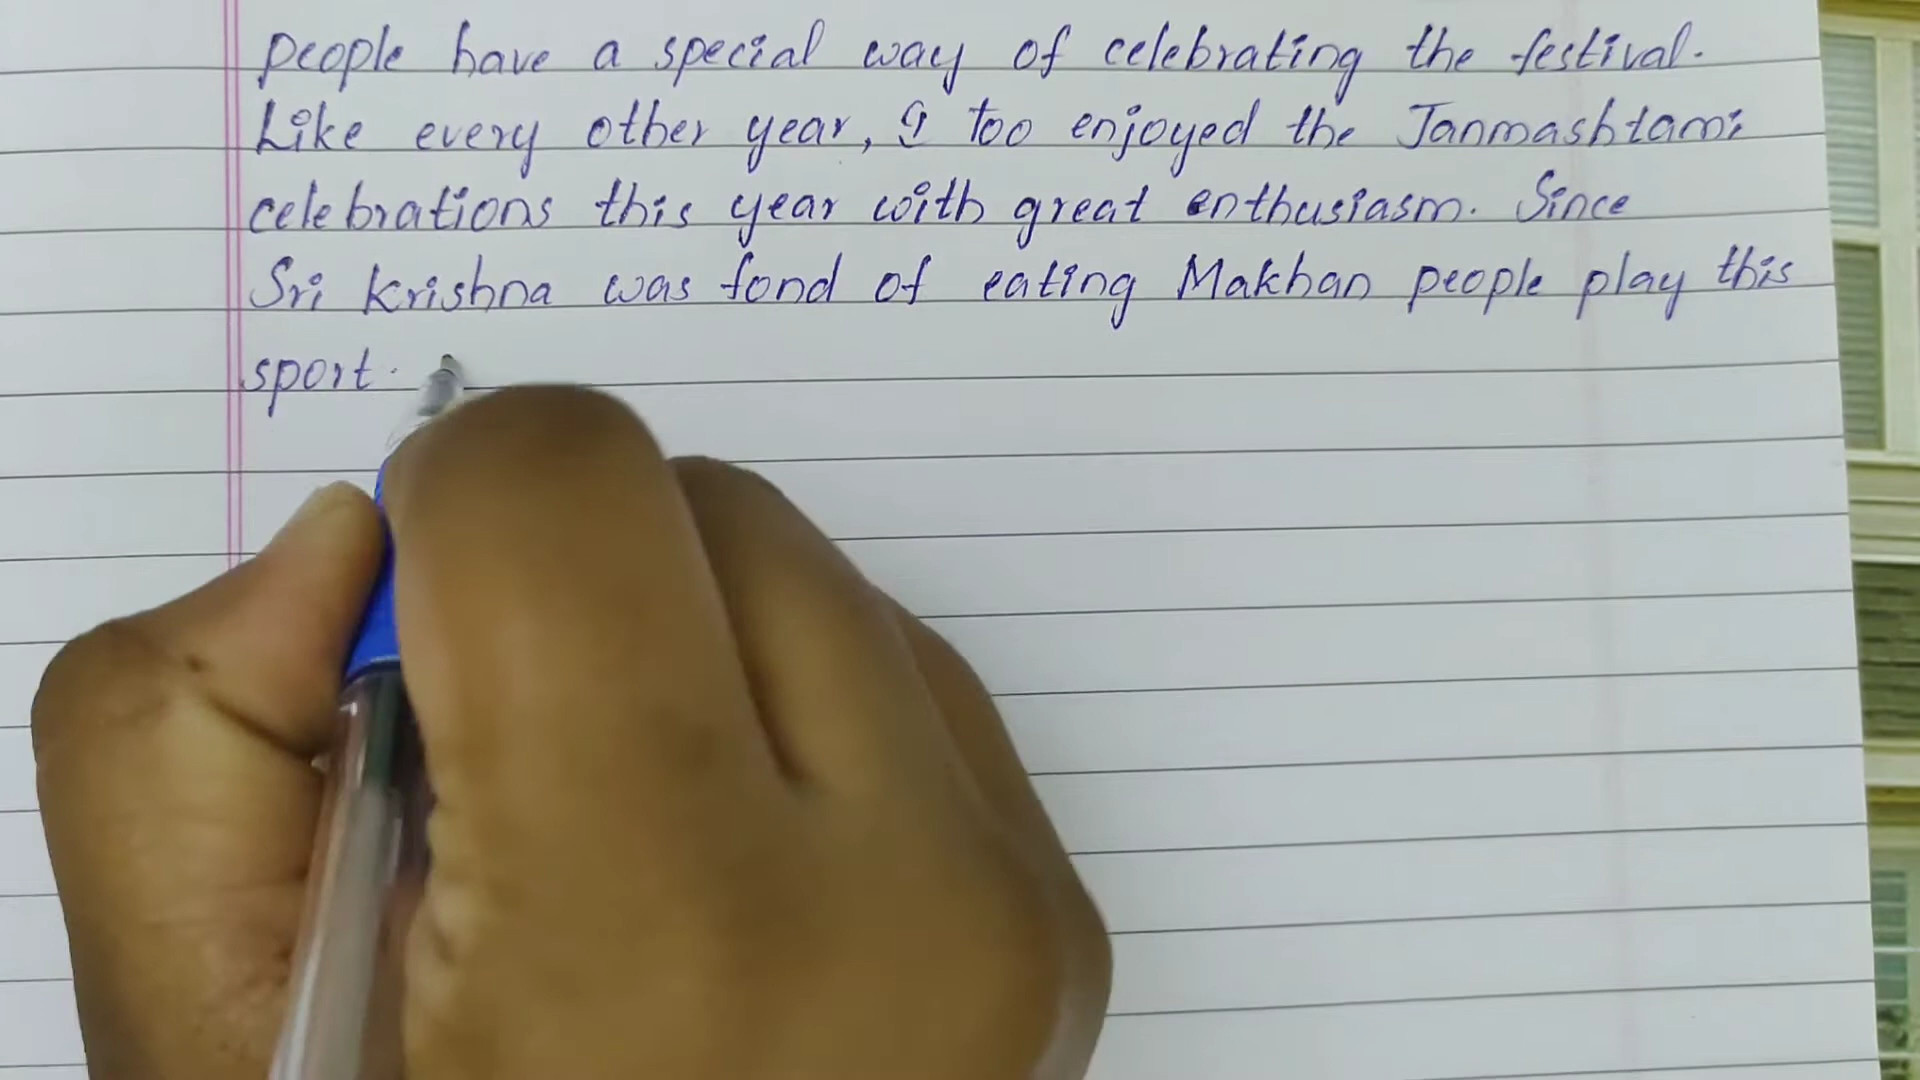 people have a special way of celebrating the festival.
Like every other year, I too enjoyed the Janmashtami
celebrations this year with great enthusiasm. Since
Sri Krishna was fond of eating Makhan people play this
sport.